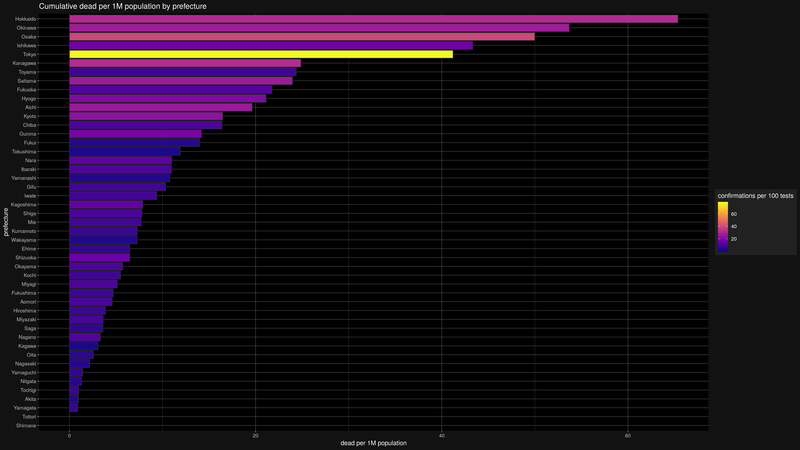 Cumulative dead per 1M population by prefecture
Hokkaido
Okinawa
Osaka
Ishikawa
Tokyo
Kanagawa
Toyama
Saitama
Fukuoka
Hyogo
Aichi
Kyoto
Chiba
Gunma
Fukui
Tokushima
Nara
Ibaraki
Yamanashi
Gifu
Iwate
Kagoshima
Shiga
Mie
Kumamoto
Wakayama
Ehime
Shizuoka
Okayama
Kochi
Miyagi
Fukushima
Aomori
Hiroshima
Miyazaki
Saga
Nagano
Kagawa
Oita
Nagasaki
Yamaguchi
Niigata
Tochigi
Akita
Yamagata
Tottori
Shimane
prefecture
0 20 40 60
dead per 1M population
confirmations per 100 tests
60
40
20